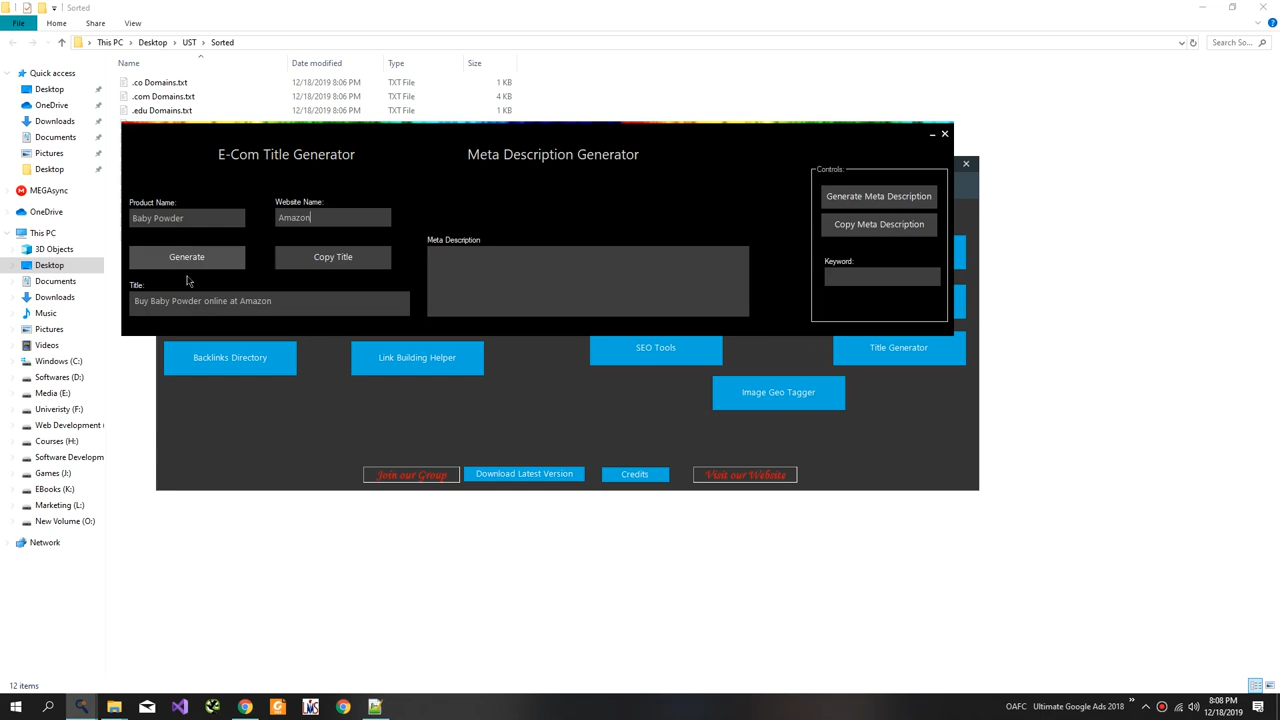 Sorted
File
Home
Share
View
This PC
Desktop
UST
Sorted
Search So...
Name
Date modified
Type
Size
.co Domains.txt
12/18/2019 8:06 PM
TXT File
1 KB
.com Domains.txt
12/18/2019 8:06 PM
TXT File
4 KB
.edu Domains.txt
12/18/2019 8:06 PM
TXT File
1 KB
Quick access
Desktop
OneDrive
Downloads
Documents
Pictures
Desktop
MEGAsync
OneDrive
This PC
3D Objects
Desktop
Documents
Downloads
Music
Pictures
Videos
Windows (C:)
Softwares (D:)
Media (E:)
Univeristy (F:)
Web Development (
Courses (H:)
Software Developm
Games (J:)
EBooks (K:)
Marketing (L:)
New Volume (O:)
Network
E-Com Title Generator
Meta Description Generator
Product Name:
Website Name:
Baby Powder
Amazon
Generate
Copy Title
Title:
Buy Baby Powder online at Amazon
Meta Description
Controls:
Generate Meta Description
Copy Meta Description
Keyword:
Backlinks Directory
Link Building Helper
SEO Tools
Title Generator
Image Geo Tagger
Join our Group
Download Latest Version
Credits
Visit our Website
12 items
OAFC
Ultimate Google Ads 2018
8:08 PM
12/18/2019